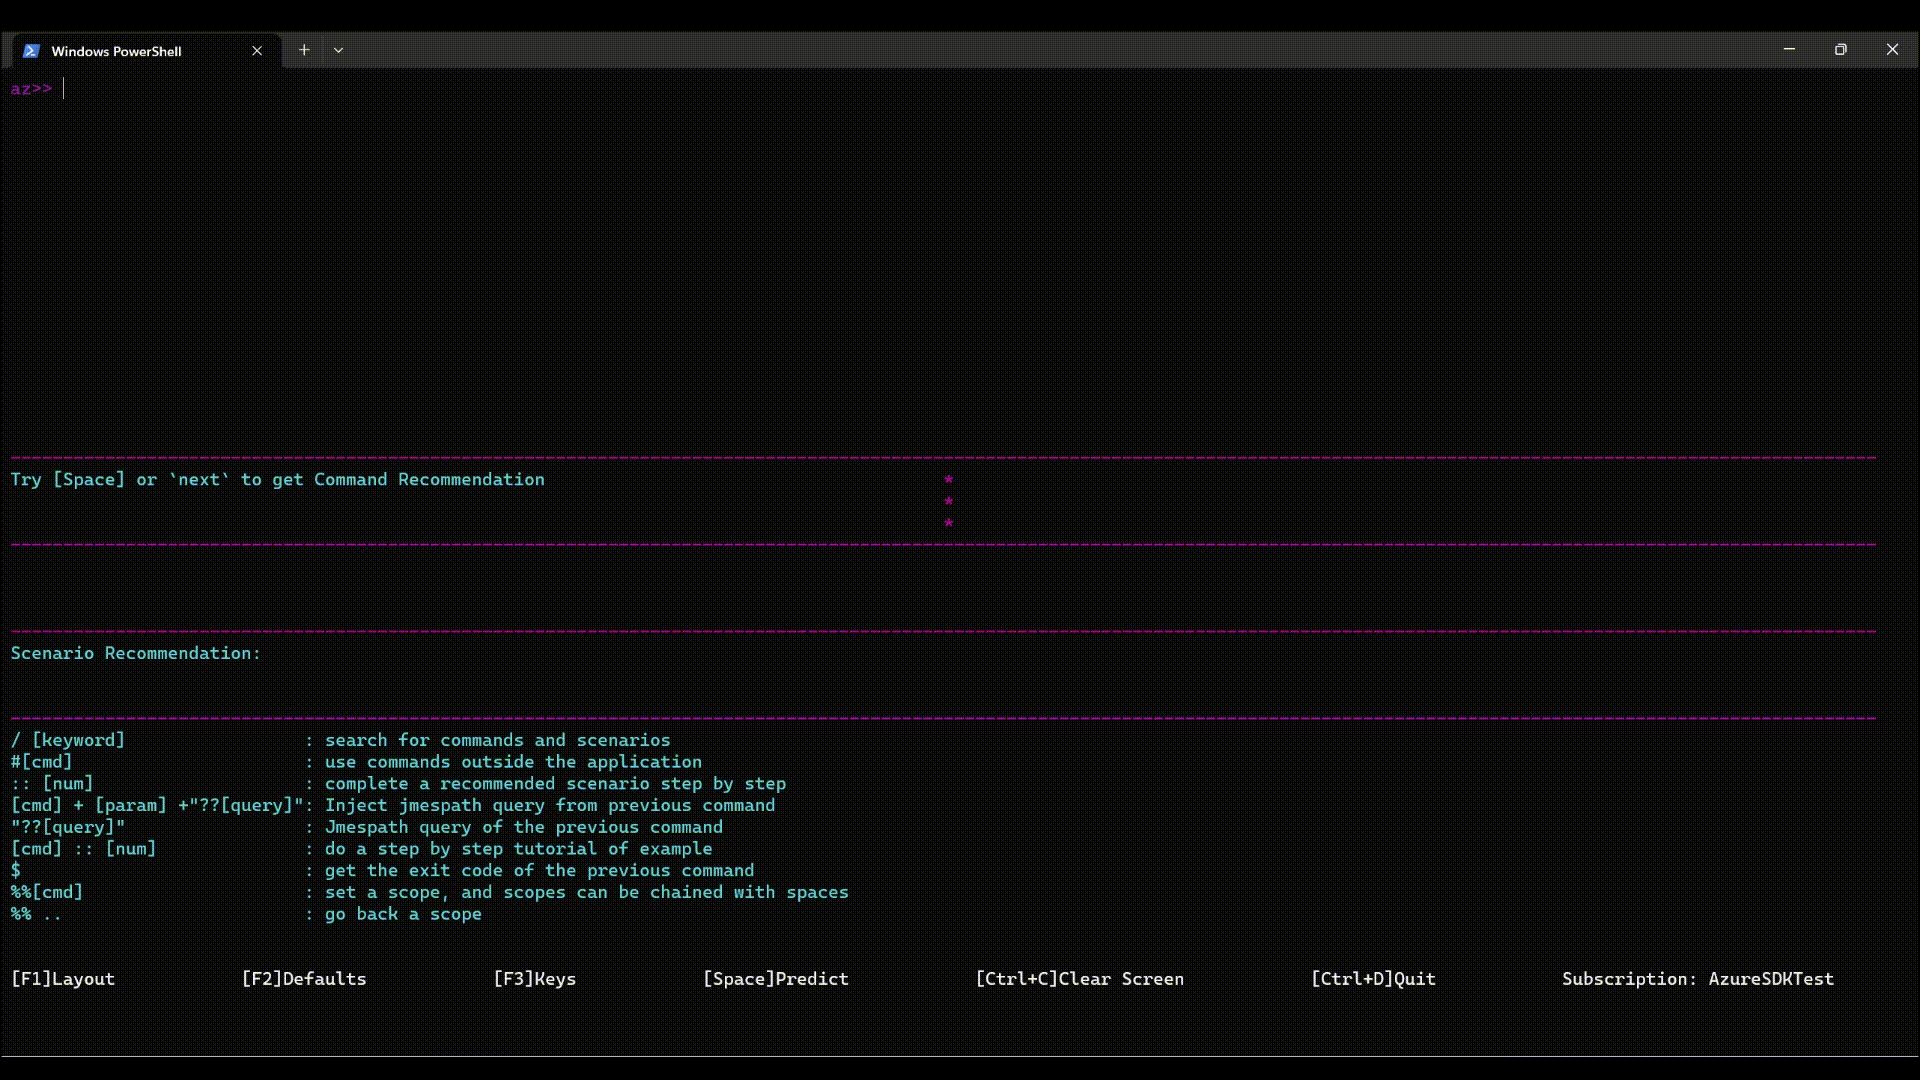 Windows PowerShell
az>>
Try [Space] or `next` to get Command Recommendation *
*
*
Scenario Recommendation:
/ [keyword] : search for commands and scenarios
#[cmd] : use commands outside the application
:: [num] : complete a recommended scenario step by step
[cmd] + [param] +"??[query]": Inject jmespath query from previous command
"??[query]" : Jmespath query of the previous command
[cmd] :: [num] : do a step by step tutorial of example
$ : get the exit code of the previous command
%%[cmd] : set a scope, and scopes can be chained with spaces
%% .. : go back a scope
[F1]Layout [F2]Defaults [F3]Keys [Space]Predict [Ctrl+C]Clear Screen [Ctrl+D]Quit Subscription: AzureSDKTest